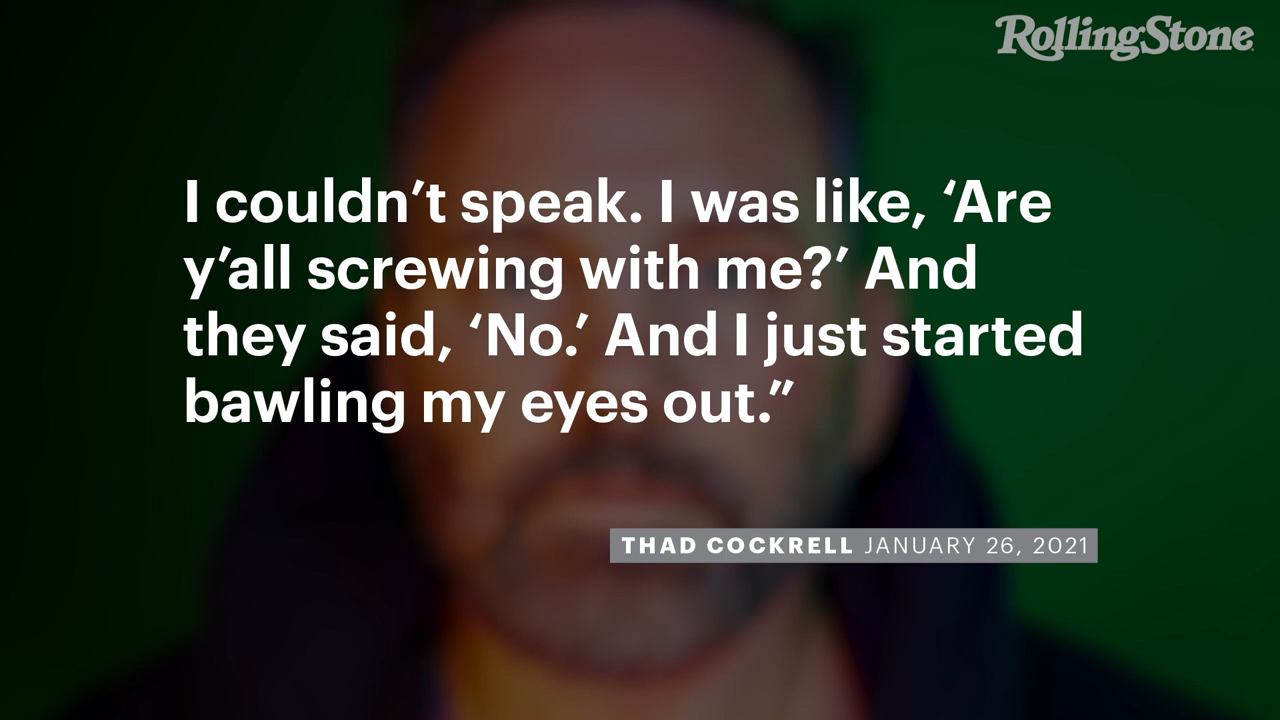 RollingStone
I couldn’t speak. I was like, ‘Are
y’all screwing with me?’ And
they said, ‘No.’ And I just started
bawling my eyes out.”
THAD COCKRELL JANUARY 26, 2021